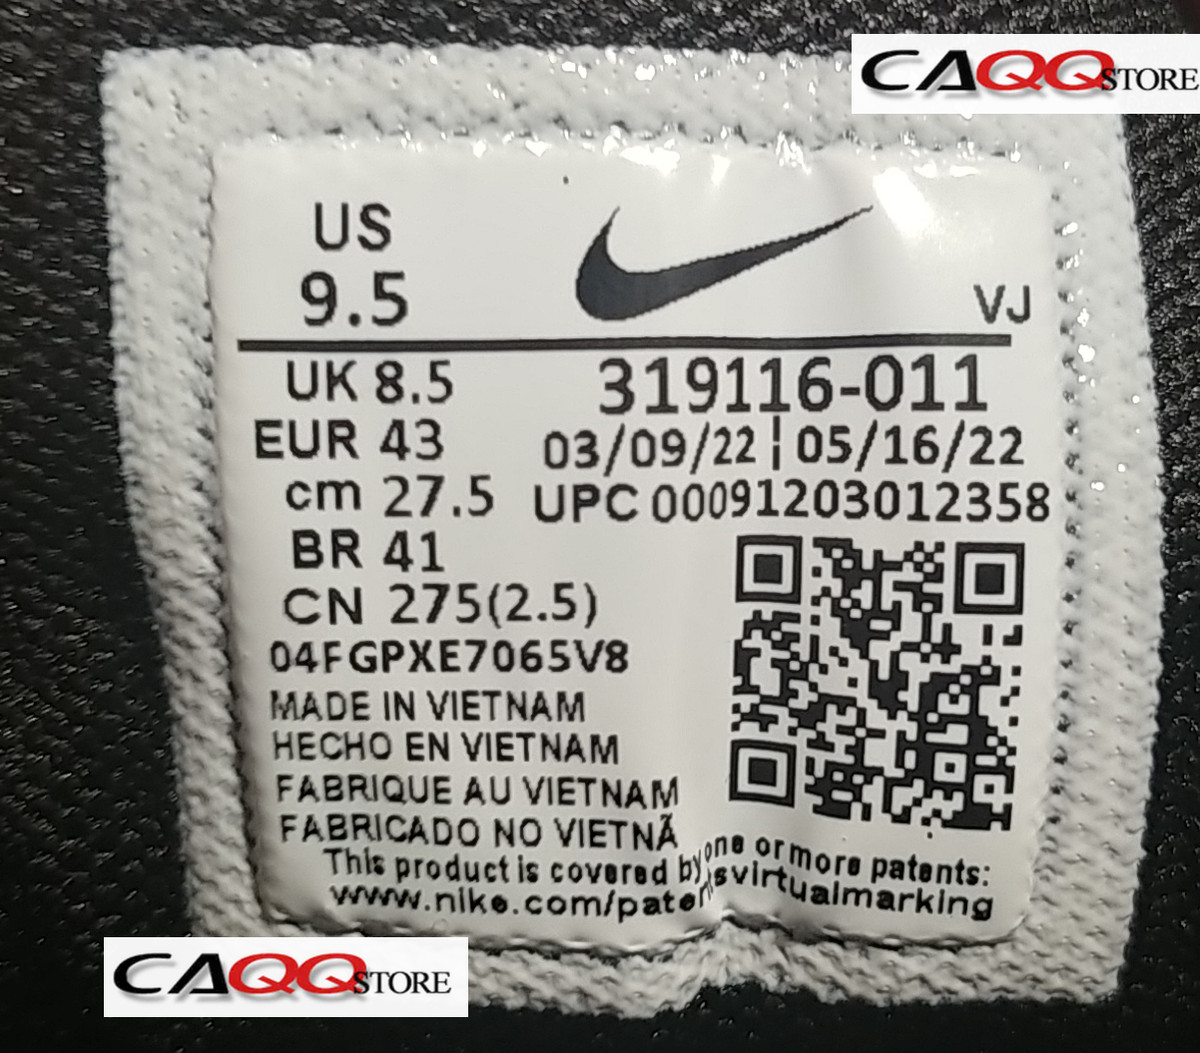 CAQQSTORE
US
9.5
VJ
UK 8.5
319116-011
EUR 43
03/09/22 | 05/16/22
cm 27.5
UPC 00091203012358
BR 41
CN 275(2.5)
04FGPXE7065V8
MADE IN VIETNAM
HECHO EN VIETNAM
FABRIQUE AU VIETNAM
FABRICADO NO VIETNÃ
This product is covered by one or more patents:
www.nike.com/patentsvirtualmarking
CAQQSTORE